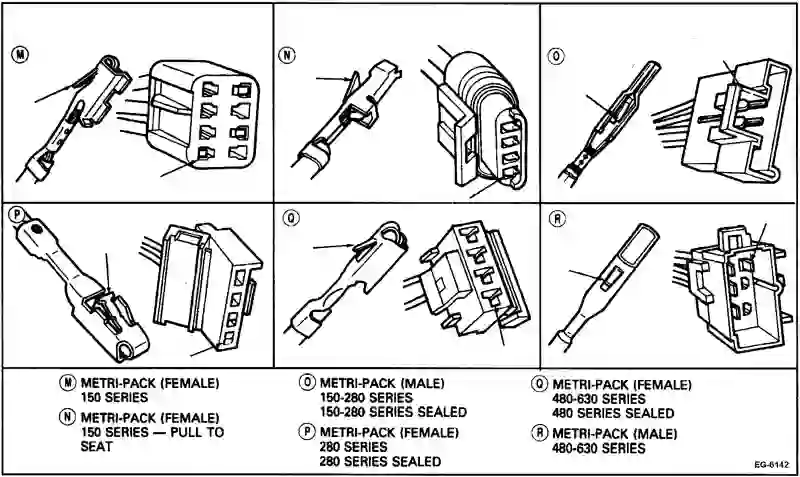 M
N
O
P
Q
R
M METRI-PACK (FEMALE)
150 SERIES
N METRI-PACK (FEMALE)
150 SERIES — PULL TO
SEAT
O METRI-PACK (MALE)
150-280 SERIES
150-280 SERIES SEALED
P METRI-PACK (FEMALE)
280 SERIES
280 SERIES SEALED
Q METRI-PACK (FEMALE)
480-630 SERIES
480 SERIES SEALED
R METRI-PACK (MALE)
480-630 SERIES
EG-6142